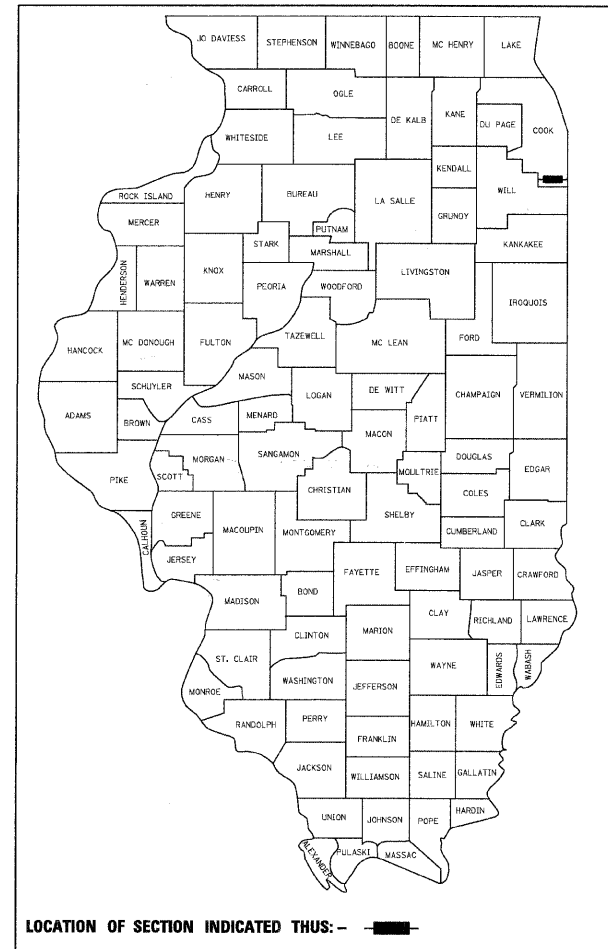 JO DAVIESS
STEPHENSON
WINNEBAGO
BOONE
MC HENRY
LAKE
CARROLL
OGLE
DE KALB
KANE
DU PAGE
COOK
WHITESIDE
LEE
KENDALL
WILL
ROCK ISLAND
HENRY
BUREAU
LA SALLE
GRUNDY
MERCER
PUTNAM
STARK
MARSHALL
KANKAKEE
HENDERSON
WARREN
KNOX
PEORIA
WOODFORD
LIVINGSTON
IROQUOIS
HANCOCK
MC DONOUGH
FULTON
TAZEWELL
MC LEAN
FORD
SCHUYLER
MASON
LOGAN
DE WITT
CHAMPAIGN
VERMILION
ADAMS
BROWN
CASS
MENARD
MACON
PIATT
PIKE
SCOTT
MORGAN
SANGAMON
MOULTRIE
DOUGLAS
EDGAR
CHRISTIAN
COLES
GREENE
MACOUPIN
MONTGOMERY
SHELBY
CUMBERLAND
CLARK
CALHOUN
JERSEY
FAYETTE
EFFINGHAM
JASPER
CRAWFORD
MADISON
BOND
CLAY
RICHLAND
LAWRENCE
CLINTON
MARION
ST. CLAIR
WAYNE
EDWARDS
WABASH
MONROE
WASHINGTON
JEFFERSON
RANDOLPH
PERRY
HAMILTON
WHITE
FRANKLIN
JACKSON
WILLIAMSON
SALINE
GALLATIN
UNION
JOHNSON
POPE
HARDIN
ALEXANDER
PULASKI
MASSAC
LOCATION OF SECTION INDICATED THUS: -